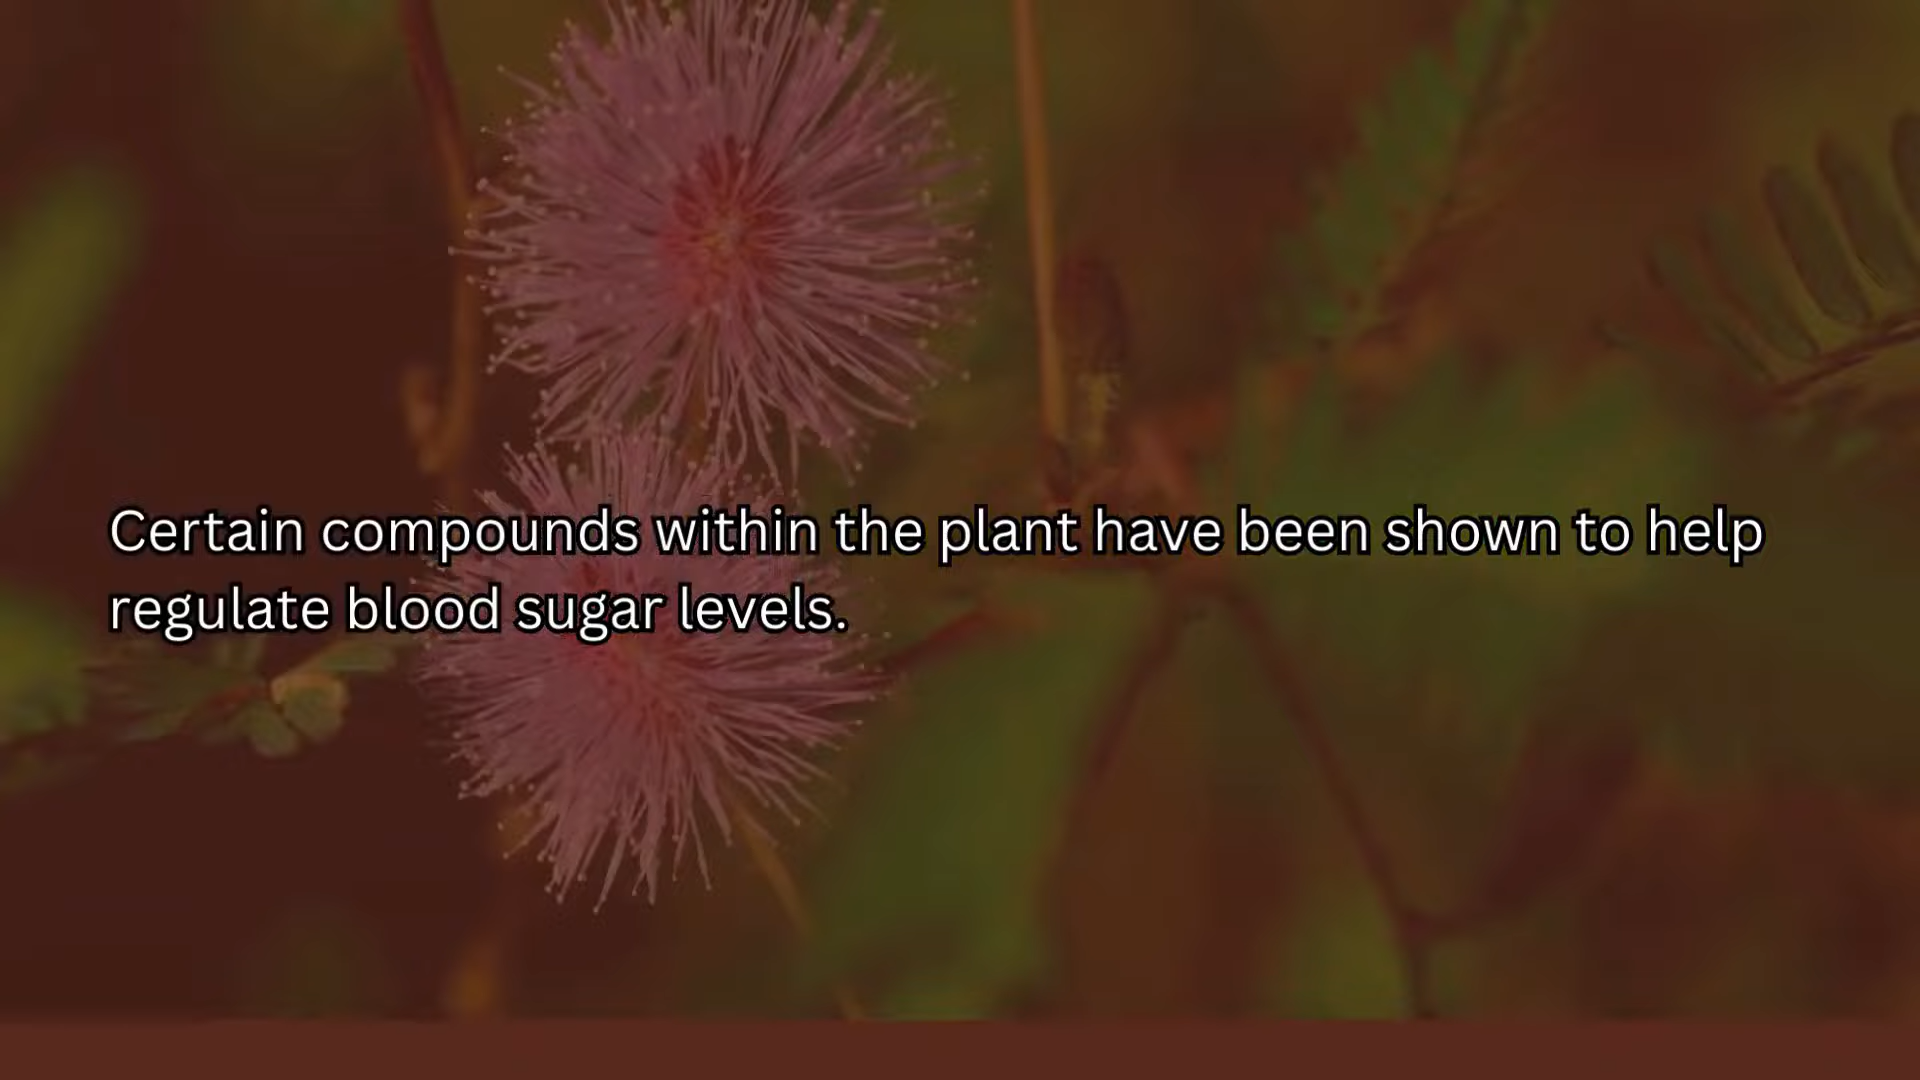 Certain compounds within the plant have been shown to help
regulate blood sugar levels.